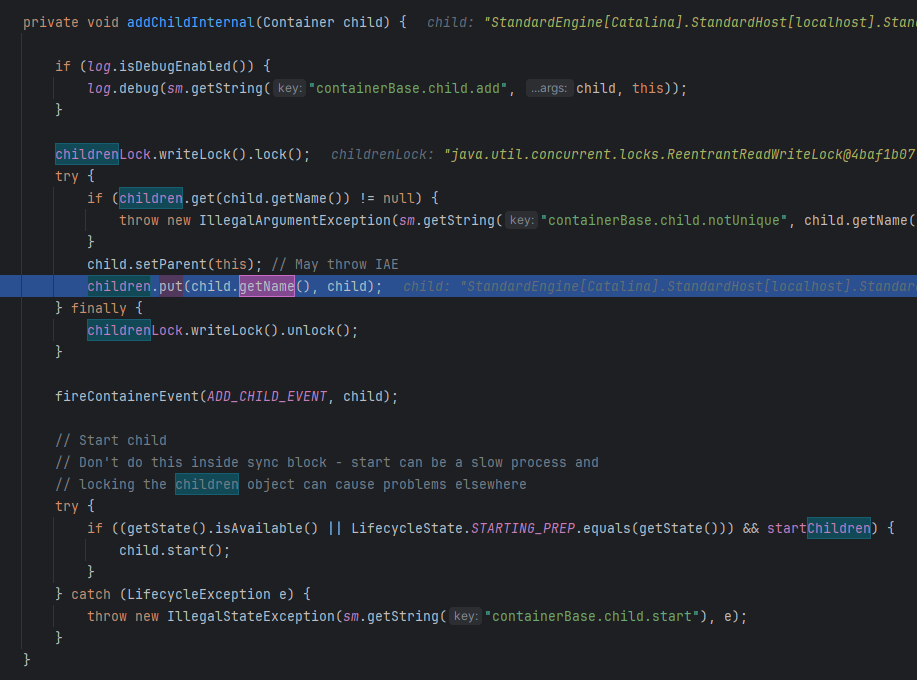 private void addChildInternal(Container child) {   child: "StandardEngine[Catalina].StandardHost[localhost].Stan
if (log.isDebugEnabled()) {
log.debug(sm.getString( key: "containerBase.child.add", ...args: child, this));
}
childrenLock.writeLock().lock();   childrenLock: "java.util.concurrent.locks.ReentrantReadWriteLock@4baf1b07
try {
if (children.get(child.getName()) != null) {
throw new IllegalArgumentException(sm.getString( key: "containerBase.child.notUnique", child.getName(
}
child.setParent(this); // May throw IAE
children.put(child.getName(), child);   child: "StandardEngine[Catalina].StandardHost[localhost].Standar
} finally {
childrenLock.writeLock().unlock();
}
fireContainerEvent(ADD_CHILD_EVENT, child);
// Start child
// Don't do this inside sync block - start can be a slow process and
// locking the children object can cause problems elsewhere
try {
if ((getState().isAvailable() || LifecycleState.STARTING_PREP.equals(getState())) && startChildren) {
child.start();
}
} catch (LifecycleException e) {
throw new IllegalStateException(sm.getString( key: "containerBase.child.start"), e);
}
}